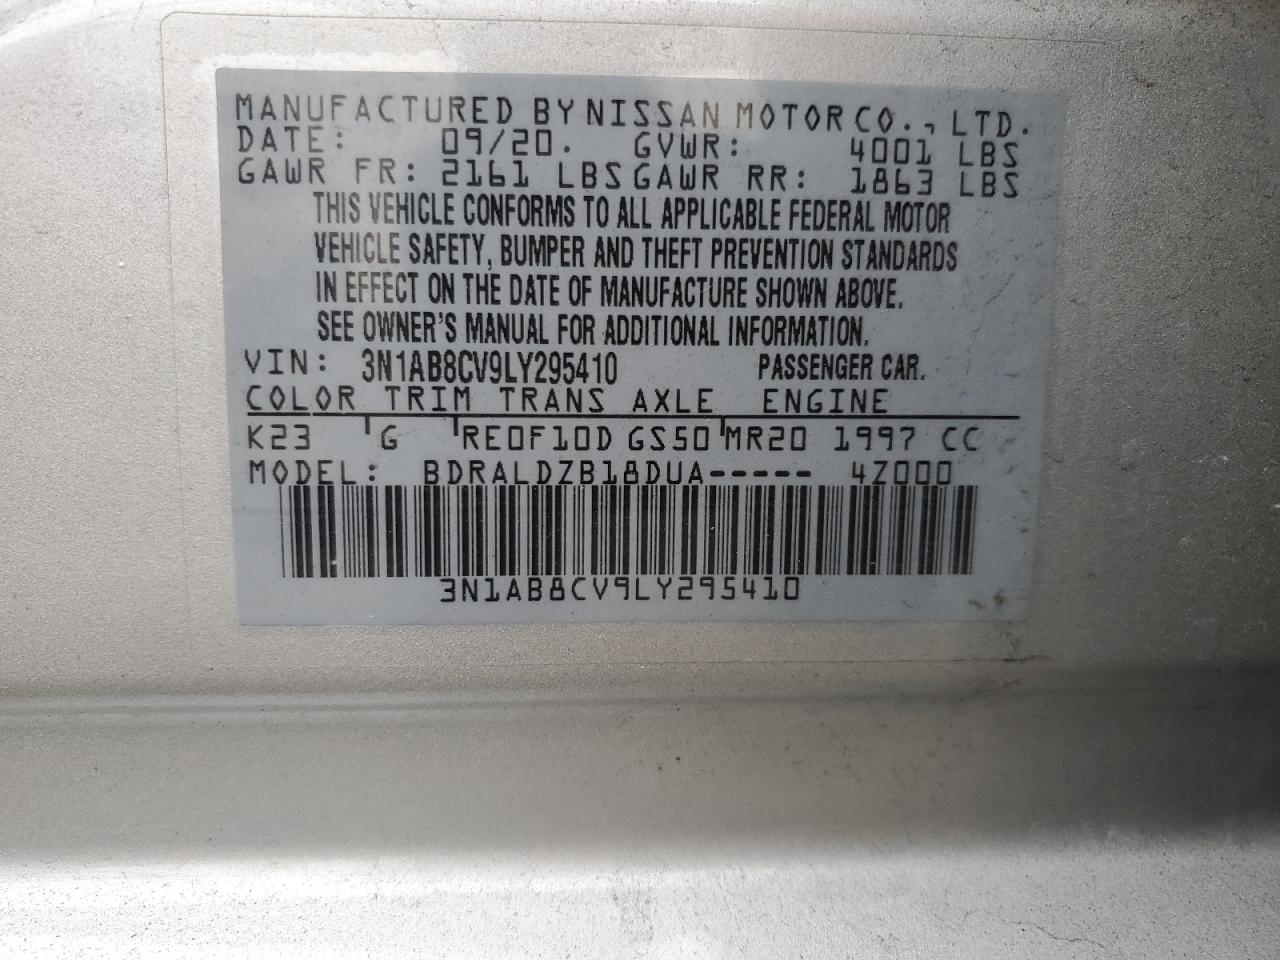 MANUFACTURED BY NISSAN MOTOR CO., LTD.
DATE: 09/20. GVWR: 4001 LBS
GAWR FR: 2161 LBS GAWR RR: 1863 LBS
THIS VEHICLE CONFORMS TO ALL APPLICABLE FEDERAL MOTOR
VEHICLE SAFETY, BUMPER AND THEFT PREVENTION STANDARDS
IN EFFECT ON THE DATE OF MANUFACTURE SHOWN ABOVE.
SEE OWNER'S MANUAL FOR ADDITIONAL INFORMATION.
VIN: 3N1AB8CV9LY295410 PASSENGER CAR.
COLOR TRIM TRANS AXLE ENGINE
K23 G RE0F10D GS50 MR20 1997 CC
MODEL: BDRALDZB18DUA----- 4Z000
3N1AB8CV9LY295410